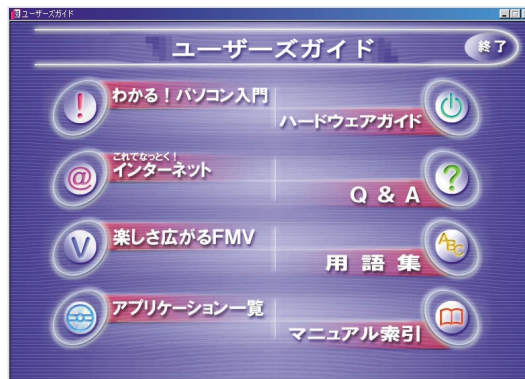 ユーザーズガイド
ユーザーズガイド
終了
わかる！パソコン入門
ハードウェアガイド
これでなっとく！
@
インターネット
?
Q & A
V
楽しさ広がるFMV
ABC
用語集
アプリケーション一覧
マニュアル索引